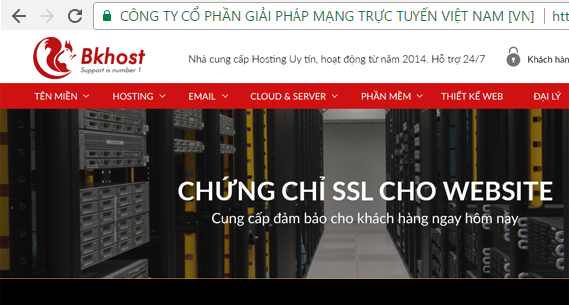 CÔNG TY CỔ PHẦN GIẢI PHÁP MẠNG TRỰC TUYẾN VIỆT NAM [VN]
Bkhost
Support is number 1
Nhà cung cấp Hosting Uy tín, hoạt động từ năm 2014. Hỗ trợ 24/7
Khách hàn
TÊN MIỀN HOSTING EMAIL CLOUD & SERVER PHẦN MỀM THIẾT KẾ WEB ĐẠI LÝ
CHỨNG CHỈ SSL CHO WEBSITE
Cung cấp đảm bảo cho khách hàng ngay hôm nay